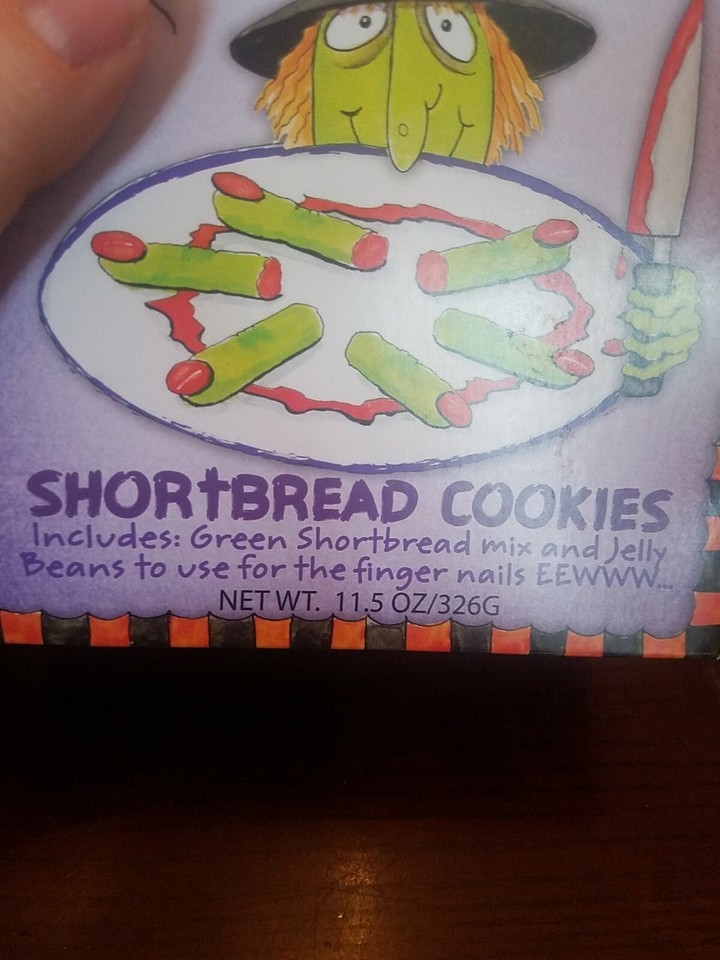 SHORTBREAD COOKIES
Includes: Green Shortbread mix and Jelly
Beans to use for the finger nails EEWWW...
NET WT. 11.5 OZ/326G